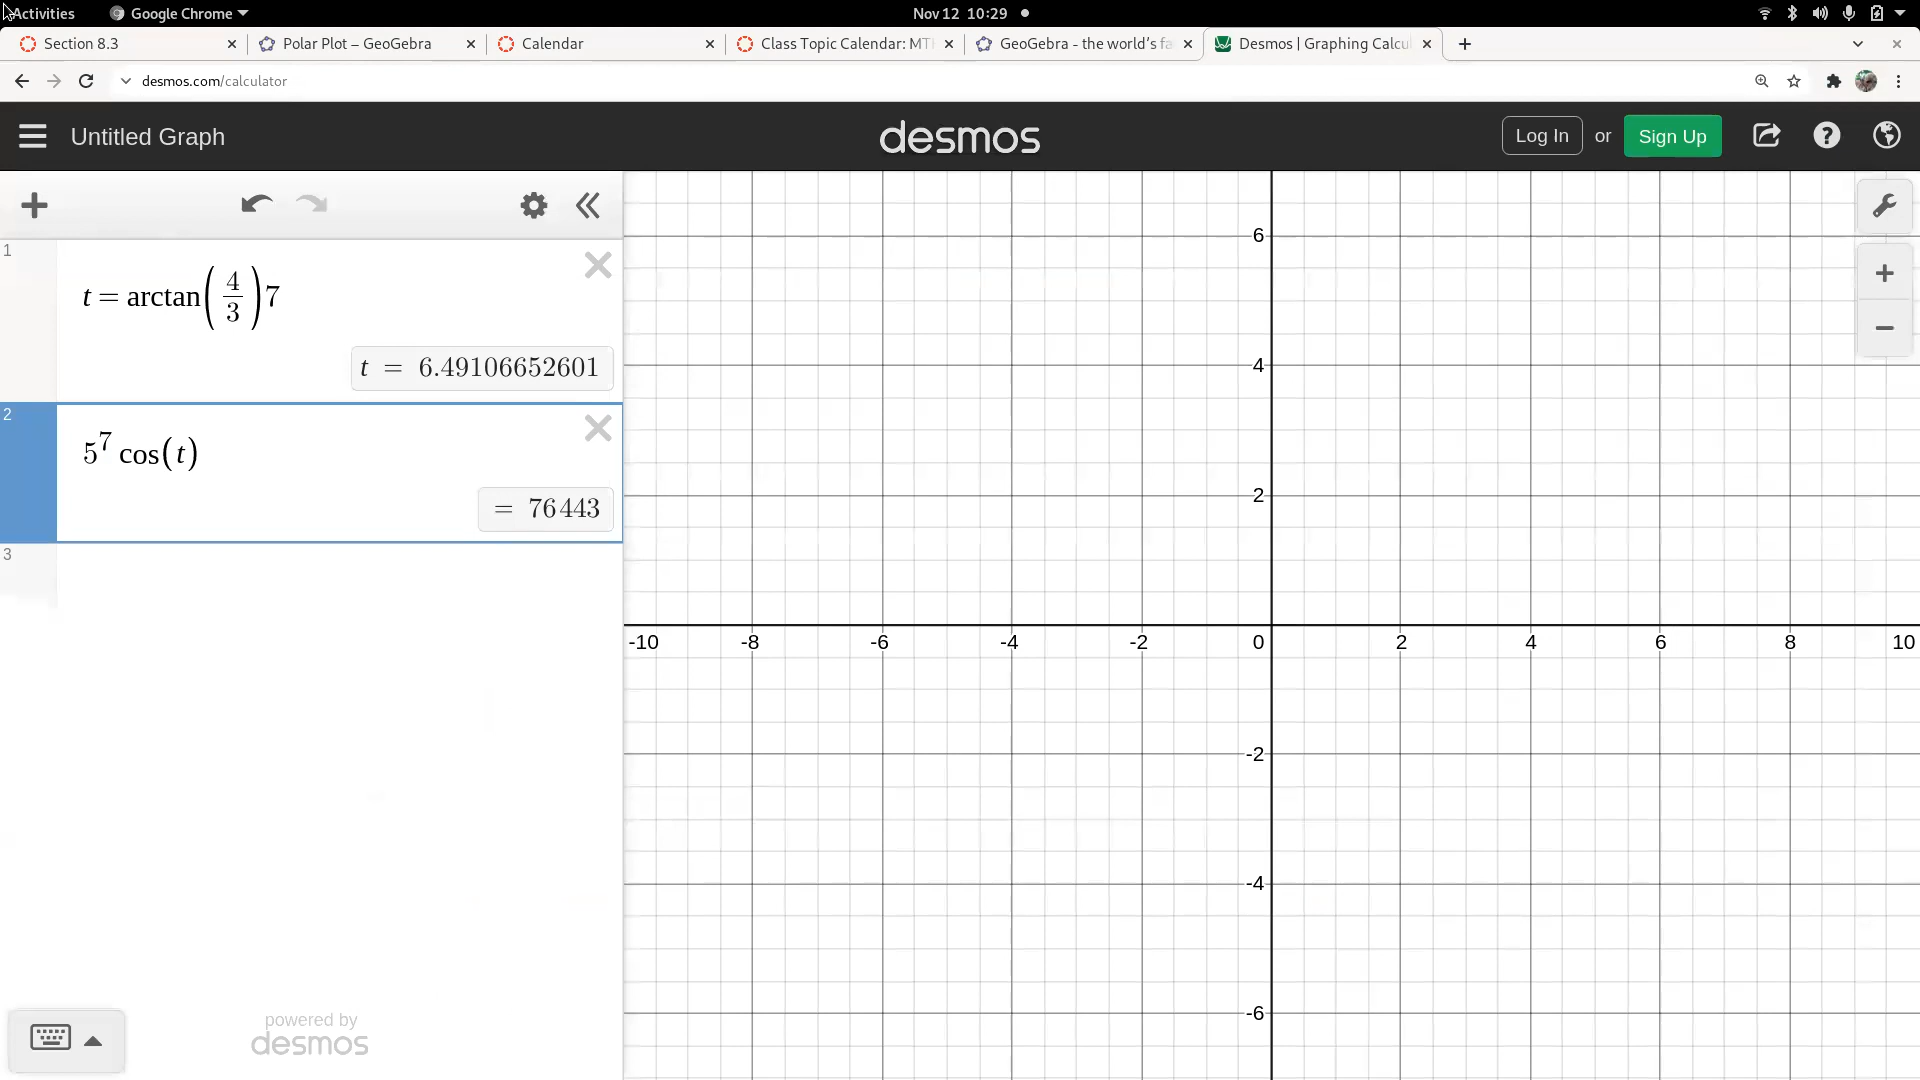 Activities Google Chrome Nov 12 10:29
Section 8.3 Polar Plot – GeoGebra Calendar Class Topic Calendar: MTH GeoGebra - the world's fa Desmos | Graphing Calcul
desmos.com/calculator
Untitled Graph desmos Log In or Sign Up
1
t = arctan(4/3)7
t = 6.49106652601
2
5^7 cos(t)
= 76443
3
powered by
desmos
6
4
2
-10 -8 -6 -4 -2 0 2 4 6 8 10
-2
-4
-6